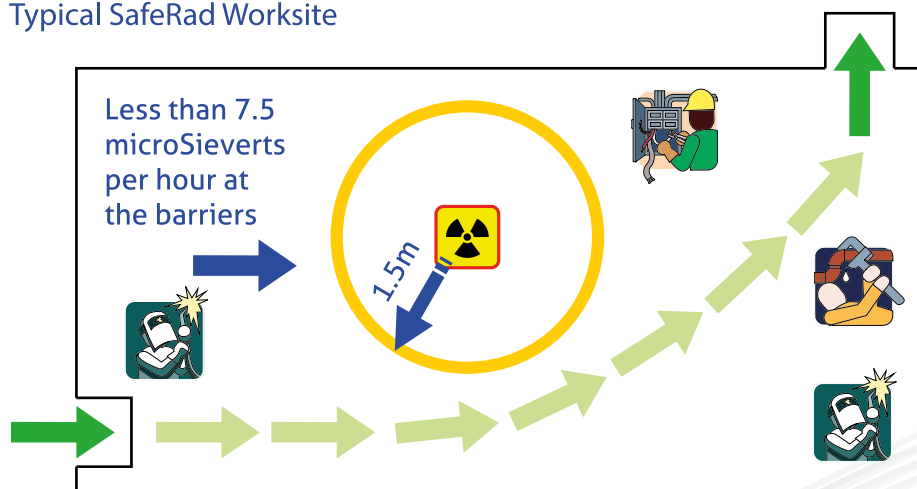 Typical SafeRad Worksite
Less than 7.5
microSieverts
per hour at
the barriers
1.5m